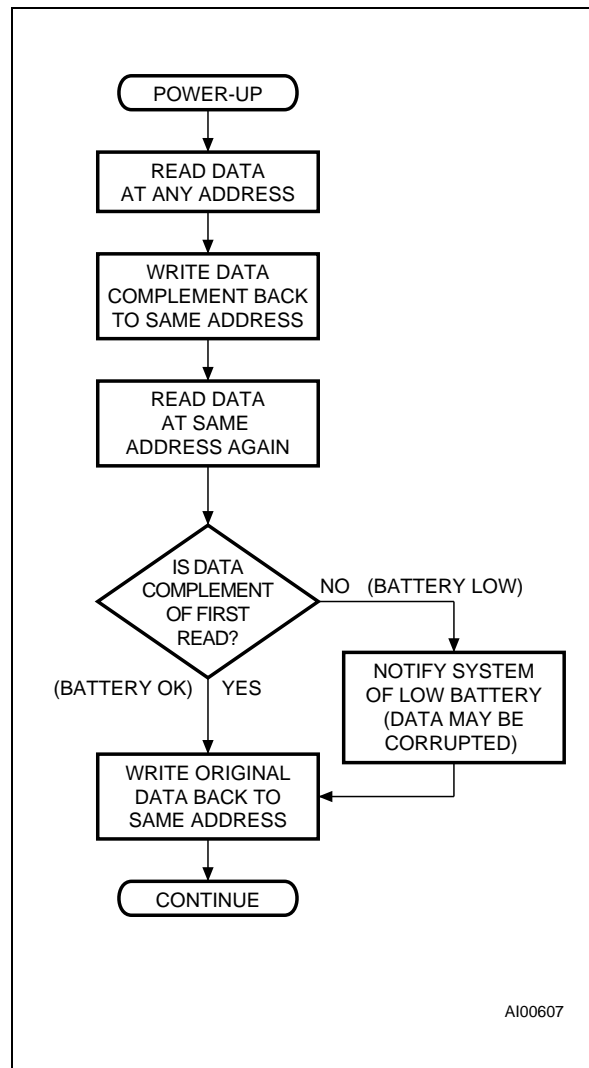 POWER-UP
READ DATA
AT ANY ADDRESS
WRITE DATA
COMPLEMENT BACK
TO SAME ADDRESS
READ DATA
AT SAME
ADDRESS AGAIN
IS DATA
COMPLEMENT
OF FIRST
READ?
NO (BATTERY LOW)
(BATTERY OK) YES
NOTIFY SYSTEM
OF LOW BATTERY
(DATA MAY BE
CORRUPTED)
WRITE ORIGINAL
DATA BACK TO
SAME ADDRESS
CONTINUE
AI00607